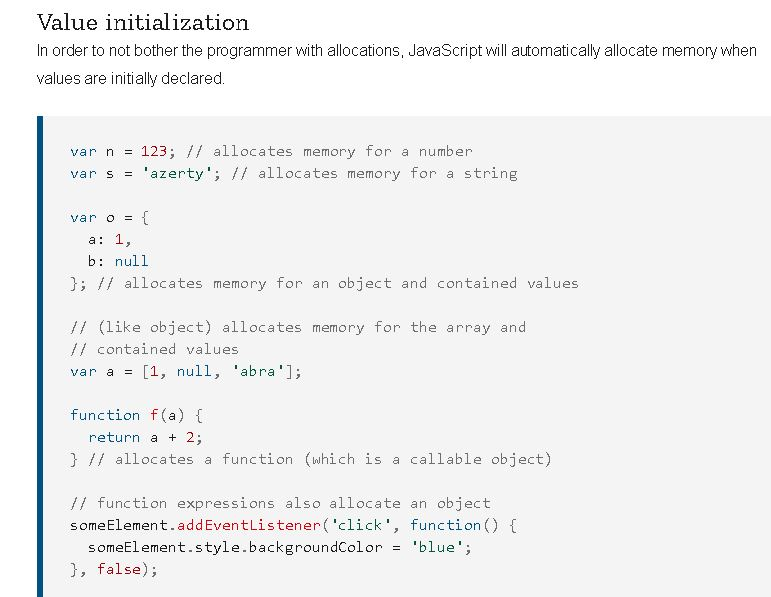 Value initialization
In order to not bother the programmer with allocations, JavaScript will automatically allocate memory when
values are initially declared.
var n = 123; // allocates memory for a number
var s = 'azerty'; // allocates memory for a string
var o = {
  a: 1,
  b: null
}; // allocates memory for an object and contained values
// (like object) allocates memory for the array and
// contained values
var a = [1, null, 'abra'];
function f(a) {
  return a + 2;
} // allocates a function (which is a callable object)
// function expressions also allocate an object
someElement.addEventListener('click', function() {
  someElement.style.backgroundColor = 'blue';
}, false);